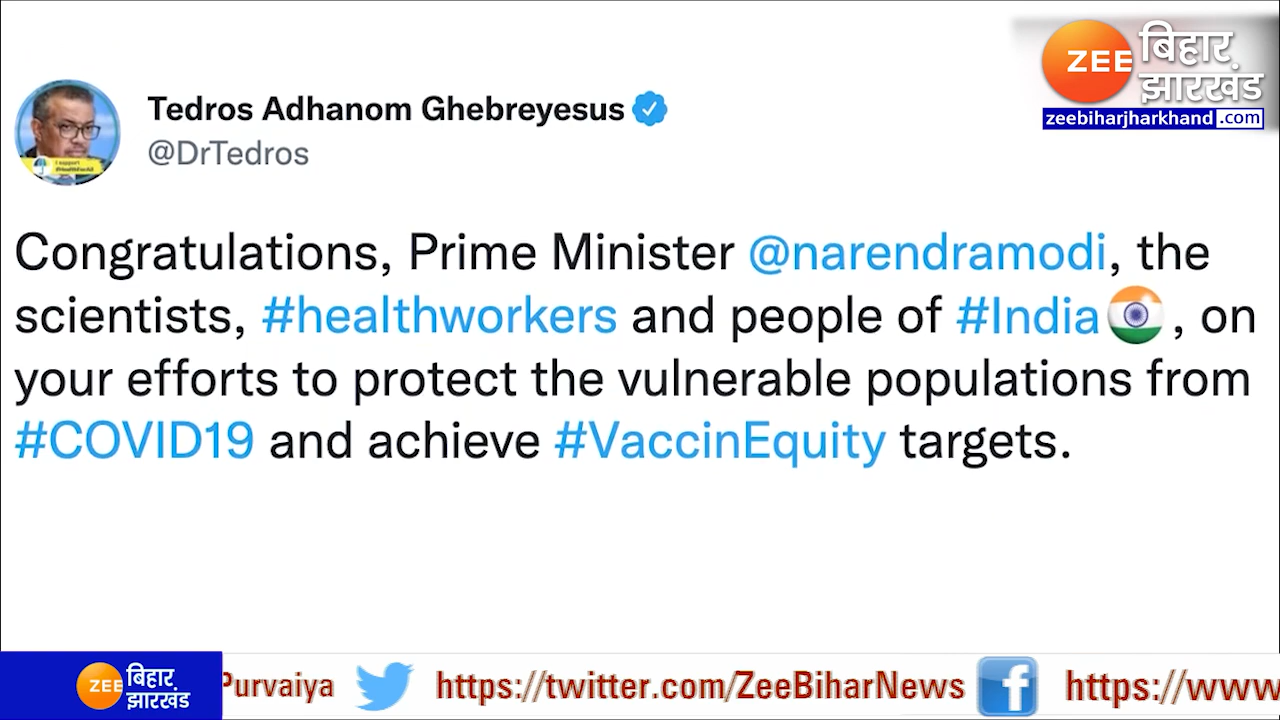 ZEE बिहार झारखंड
zeebiharjharkhand.com
Tedros Adhanom Ghebreyesus
@DrTedros
Congratulations, Prime Minister @narendramodi, the
scientists, #healthworkers and people of #India, on
your efforts to protect the vulnerable populations from
#COVID19 and achieve #VaccinEquity targets.
ZEE बिहार झारखंड Purvaiya https://twitter.com/ZeeBiharNews f https://www